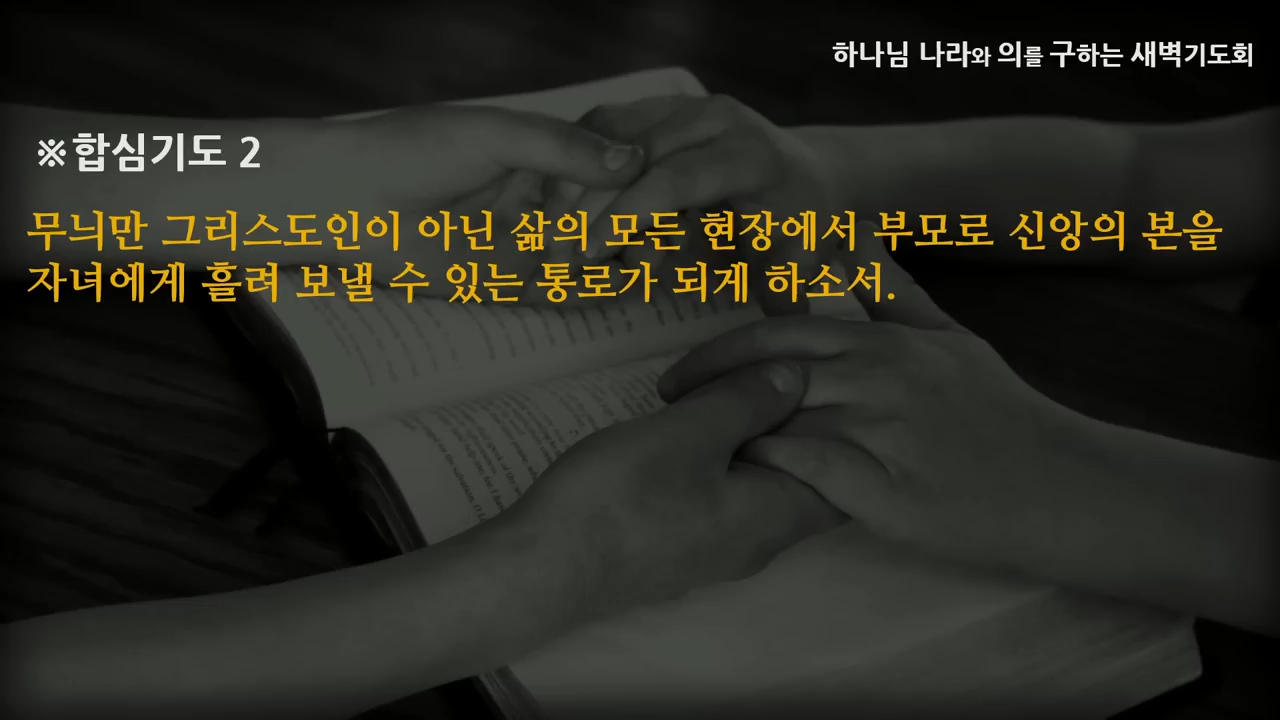 하나님 나라와 의를 구하는 새벽기도회
※합심기도 2
무늬만 그리스도인이 아닌 삶의 모든 현장에서 부모로 신앙의 본을
자녀에게 흘려 보낼 수 있는 통로가 되게 하소서.